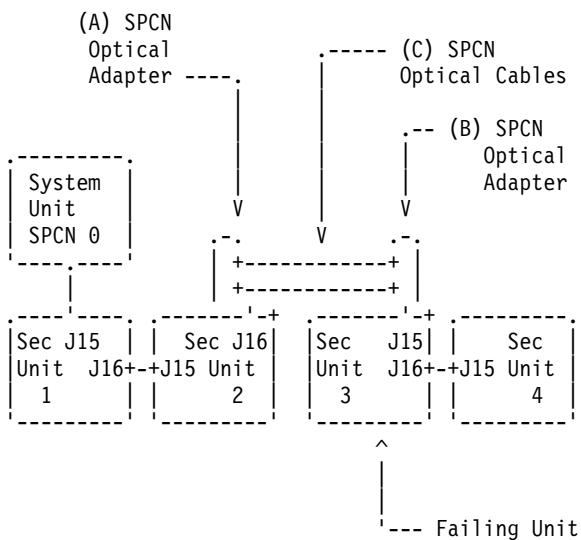 (A) SPCN
Optical
Adapter
(C) SPCN
Optical Cables
(B) SPCN
Optical
Adapter
System
Unit
SPCN 0
V
V
V
Sec J15
Unit J16
1
Sec J16
J15 Unit
2
Sec J15
Unit J16
3
Sec
J15 Unit
4
Failing Unit